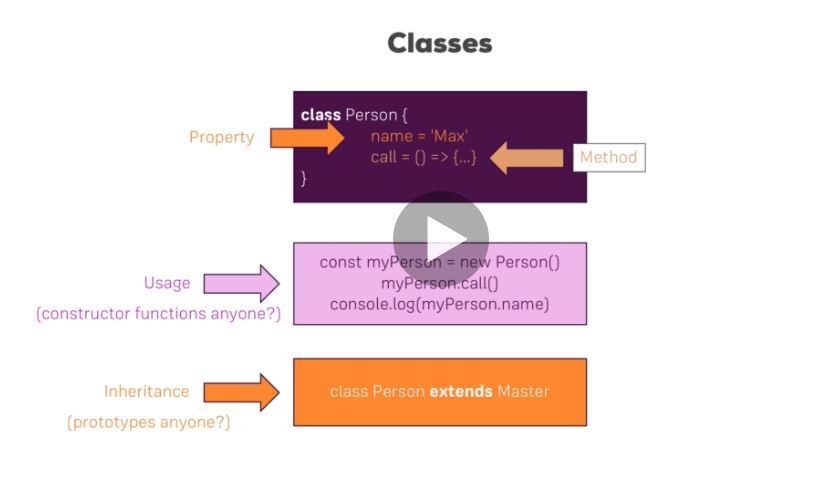 Classes
class Person {
Property
name = 'Max'
call = () => {...}
Method
}
const myPerson = new Person()
Usage
myPerson.call()
(constructor functions anyone?)
console.log(myPerson.name)
Inheritance
class Person extends Master
(prototypes anyone?)